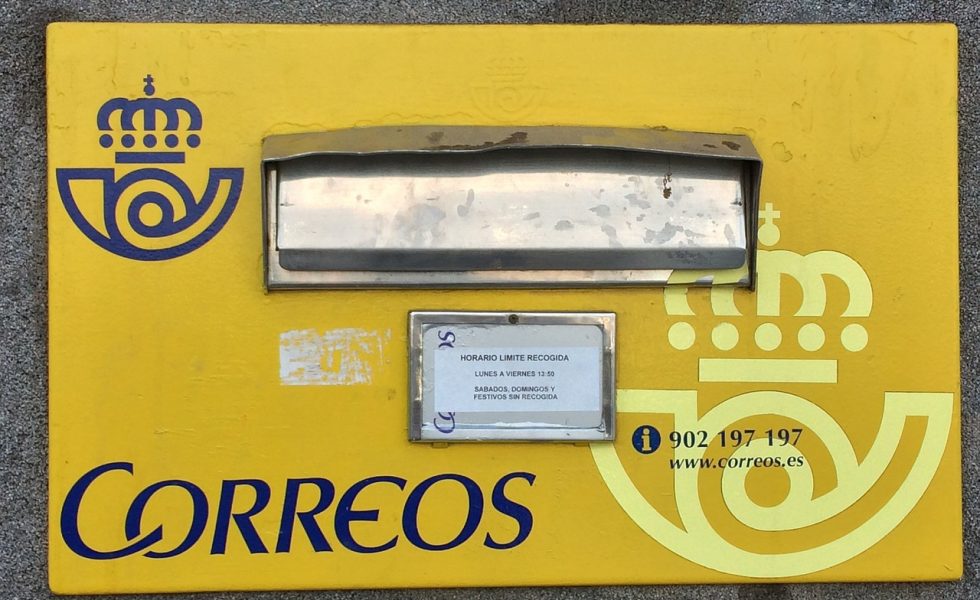 HORARIO LIMITE RECOGIDA
LUNES A VIERNES 13:50
SABADOS, DOMINGOS Y
FESTIVOS SIN RECOGIDA
i 902 197 197
www.correos.es
CORREOS